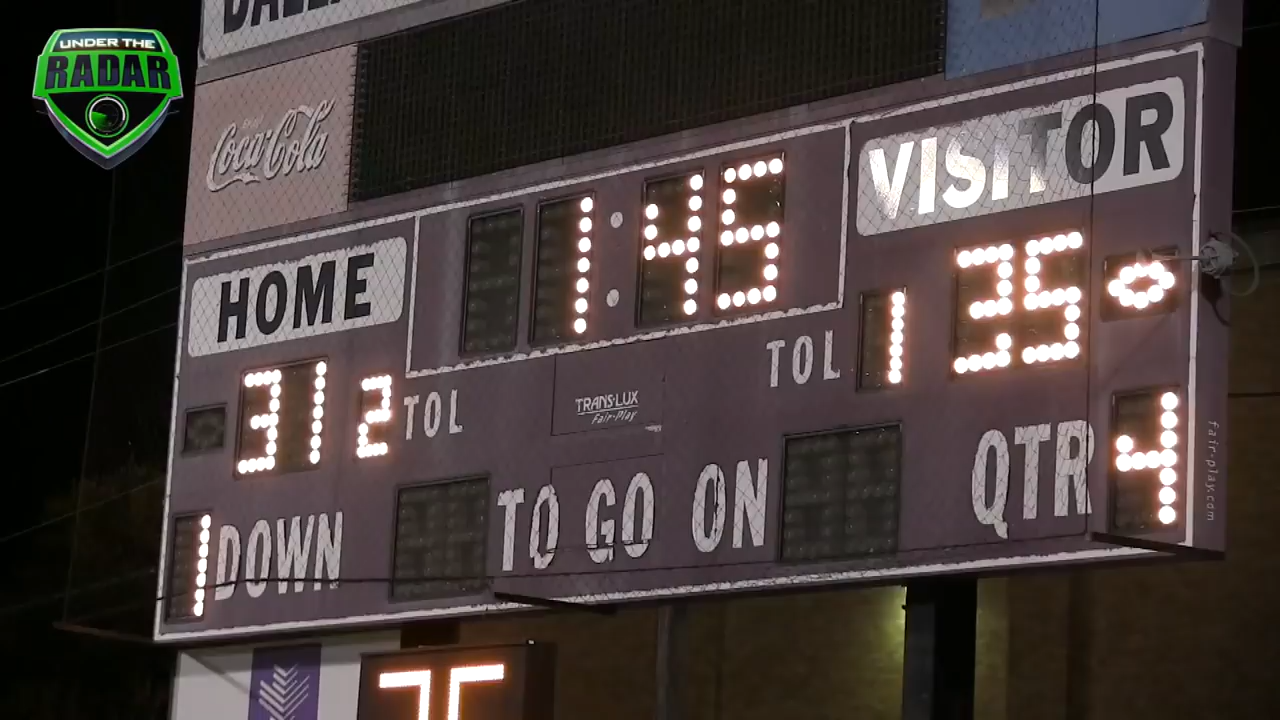 UNDER THE
RADAR
Coca-Cola
HOME
1:45
VISITOR
31 2 TOL
TOL 1 35
TRANS-LUX
Fair-Play
1 DOWN
TO GO ON
QTR 4
fair-play.com